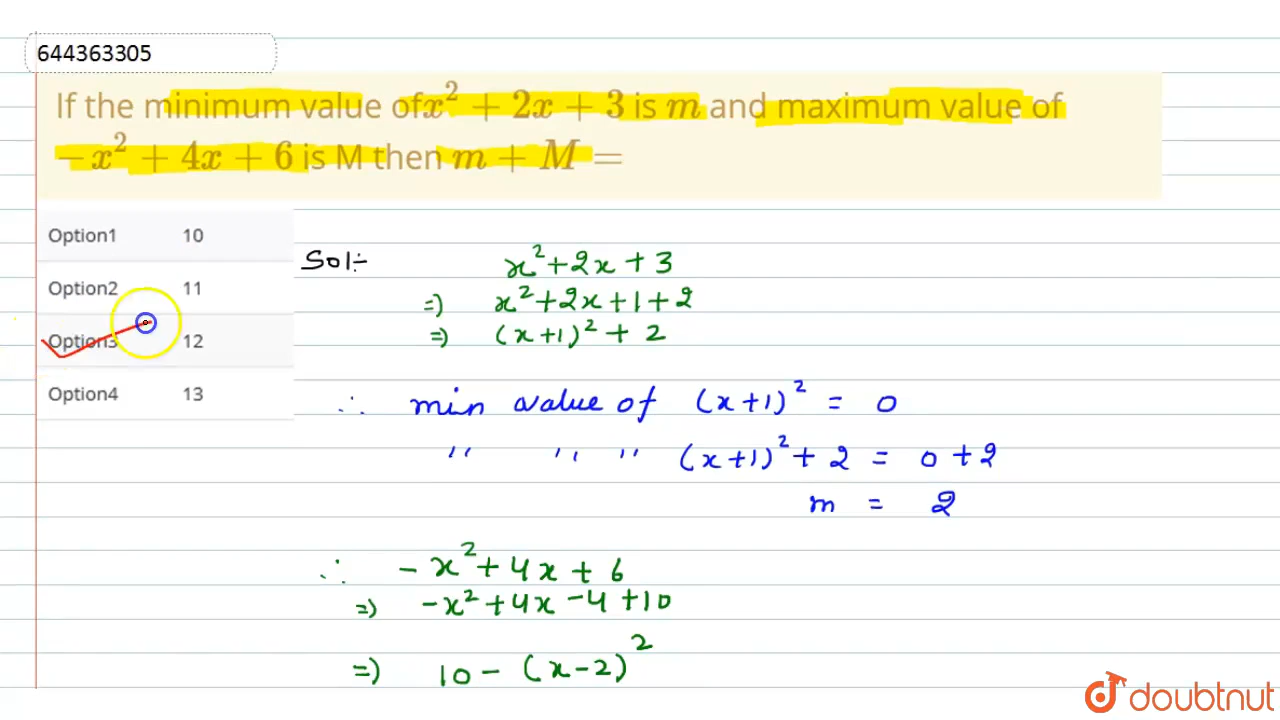 644363305
If the minimum value of x² + 2x + 3 is m and maximum value of
−x² + 4x + 6 is M then m + M =
Option1 10
Option2 11
Option3 12
Option4 13
Sol:-
x² + 2x + 3
=) x² + 2x + 1 + 2
=) (x+1)² + 2
∴ min value of (x+1)² = 0
" " " (x+1)² + 2 = 0 + 2
m = 2
∴ -x² + 4x + 6
=) -x² + 4x - 4 + 10
=) 10 - (x-2)²
doubtnut